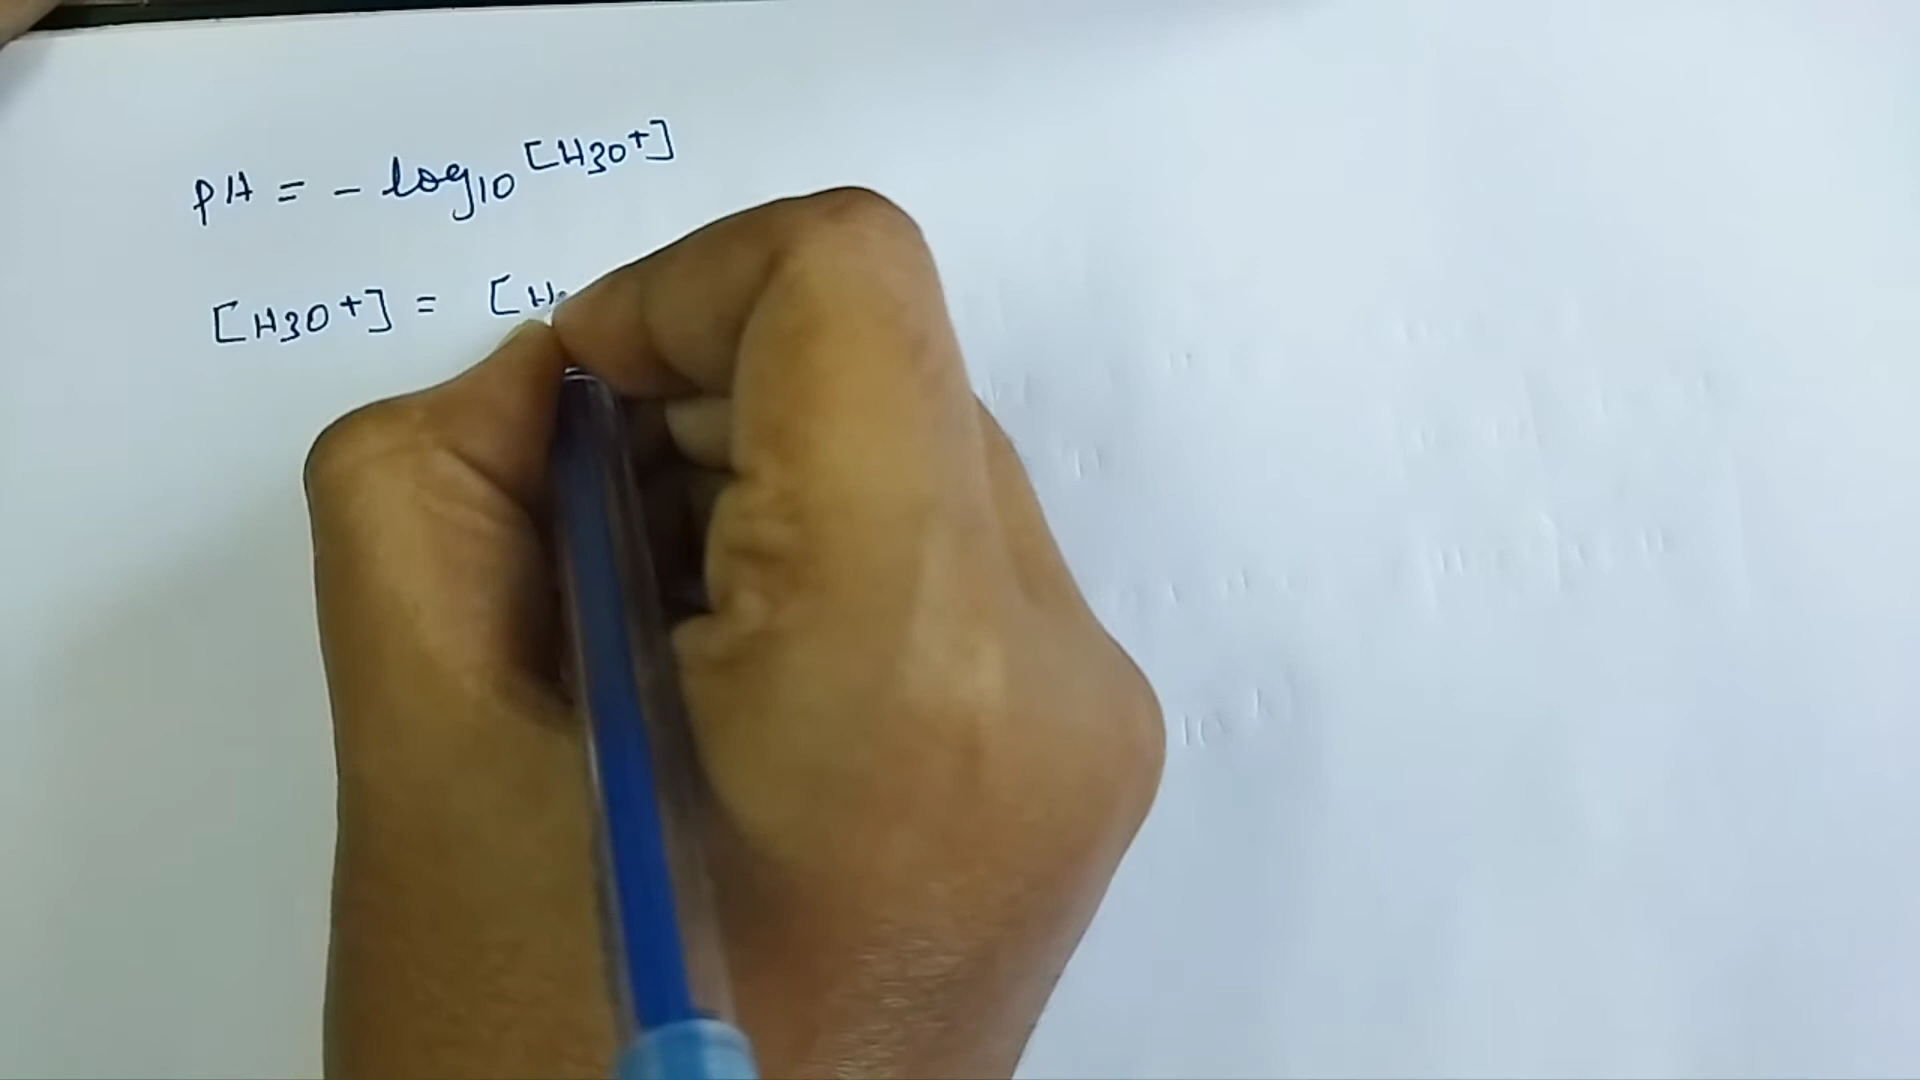 pH = - log10 [H3O+]
[H3O+] = [H